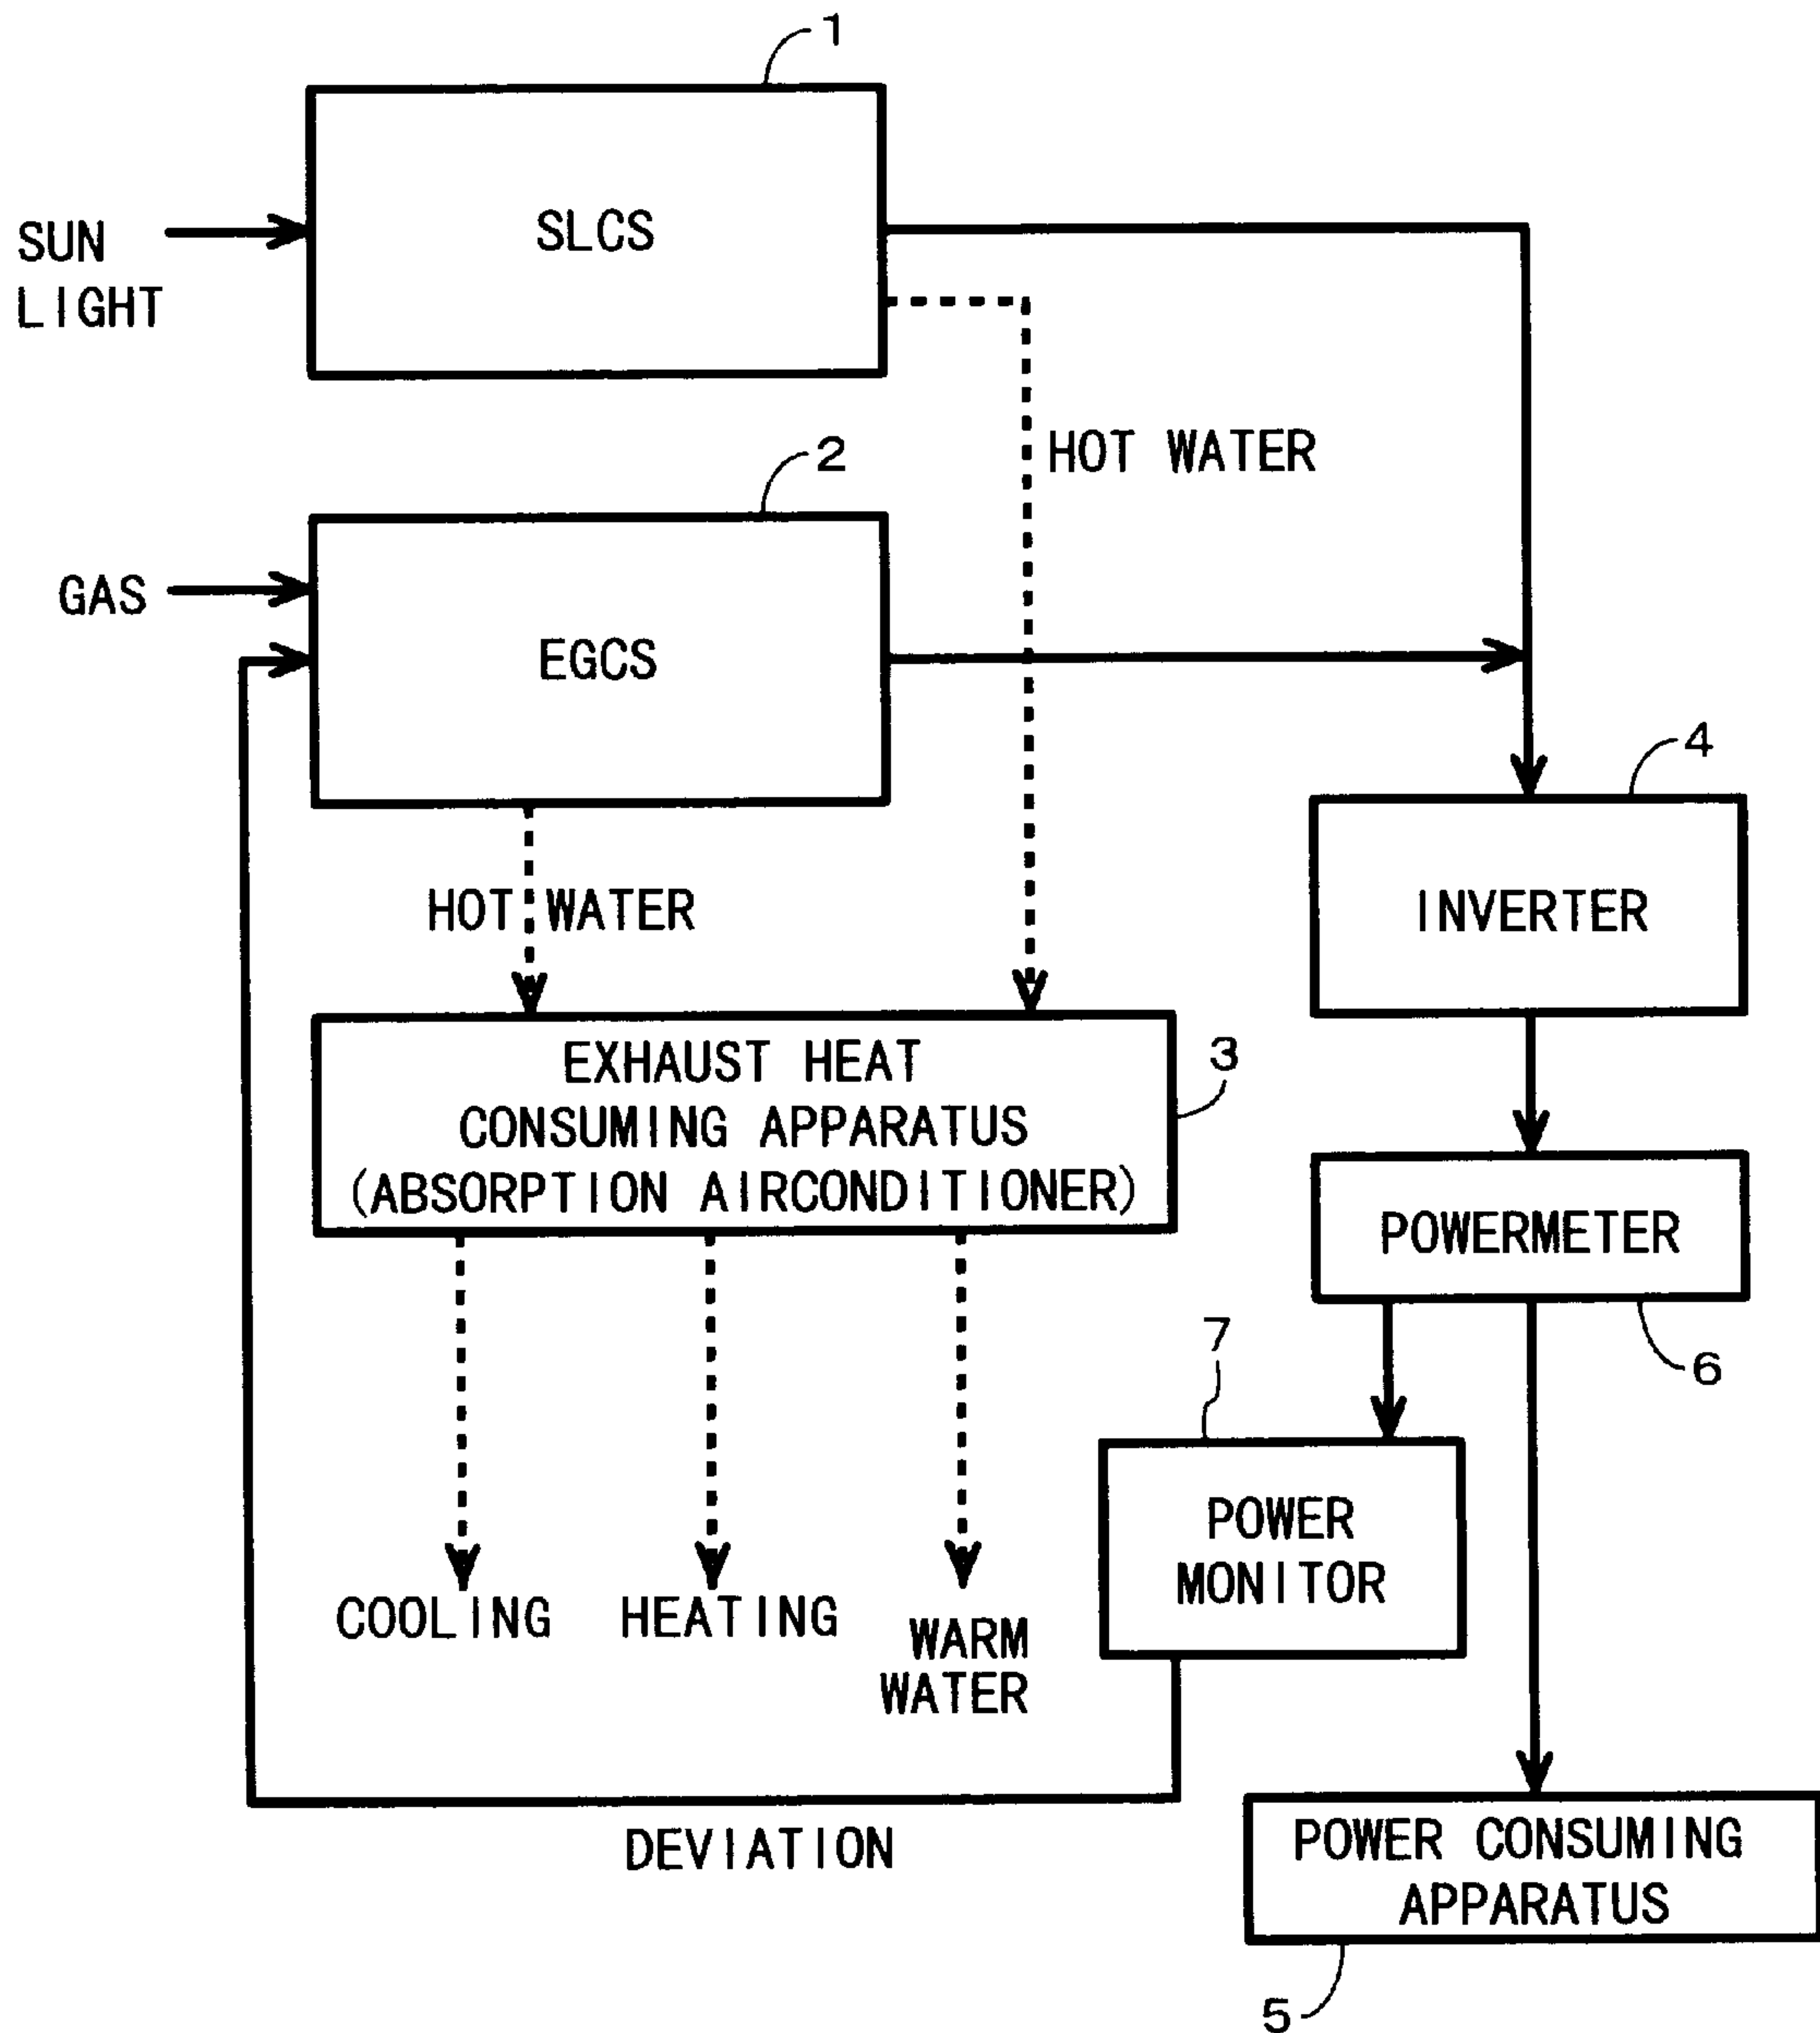 1
SLCS
SUN
LIGHT
HOT WATER
2
GAS
EGCS
4
HOT WATER
INVERTER
EXHAUST HEAT
CONSUMING APPARATUS
(ABSORPTION AIRCONDITIONER)
3
POWERMETER
6
7
POWER
MONITOR
COOLING
HEATING
WARM
WATER
DEVIATION
POWER CONSUMING
APPARATUS
5